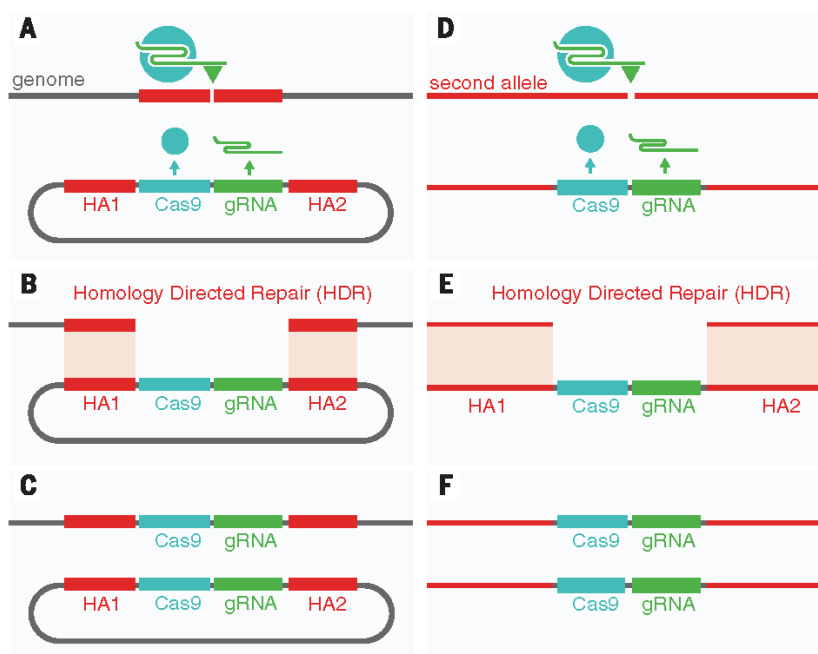 A
genome
HA1 Cas9 gRNA HA2
B
Homology Directed Repair (HDR)
HA1 Cas9 gRNA HA2
C
Cas9 gRNA
HA1 Cas9 gRNA HA2
D
second allele
Cas9 gRNA
E
Homology Directed Repair (HDR)
HA1 Cas9 gRNA HA2
F
Cas9 gRNA
Cas9 gRNA